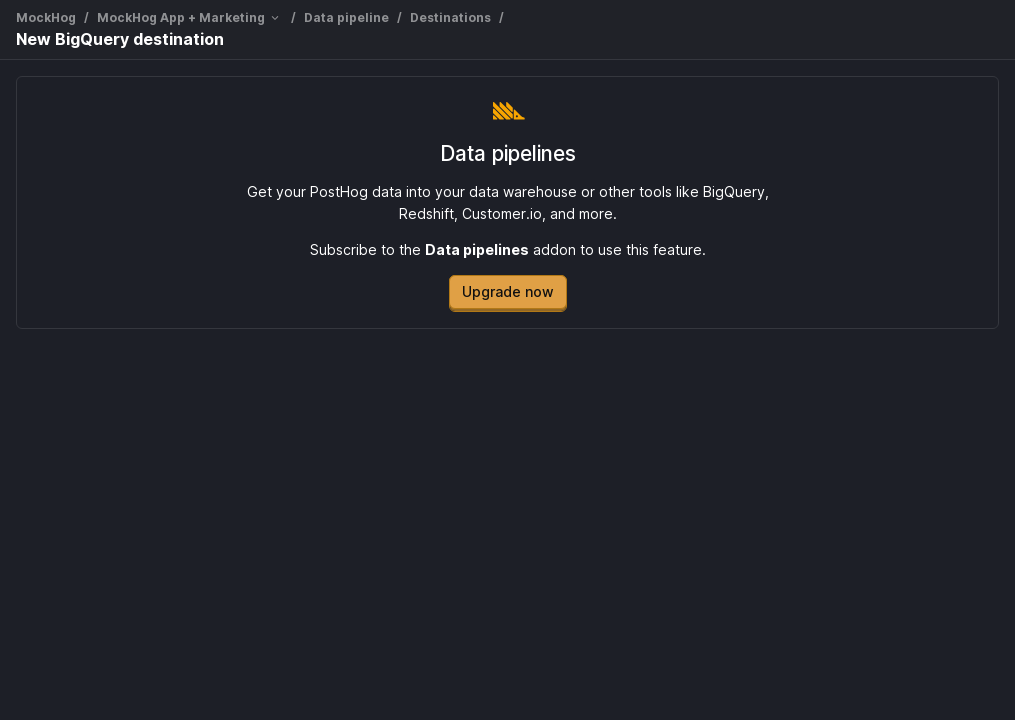 MockHog / MockHog App + Marketing / Data pipeline / Destinations /
New BigQuery destination
Data pipelines
Get your PostHog data into your data warehouse or other tools like BigQuery,
Redshift, Customer.io, and more.
Subscribe to the Data pipelines addon to use this feature.
Upgrade now